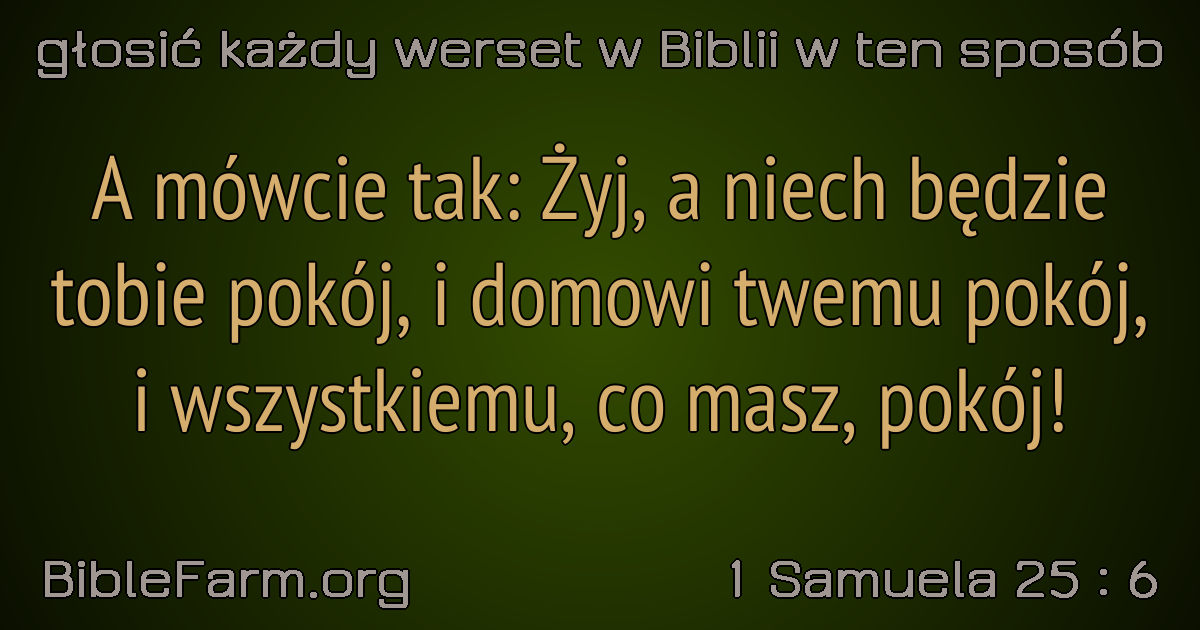 głosić każdy werset w Biblii w ten sposób
A mówcie tak: Żyj, a niech będzie
tobie pokój, i domowi twemu pokój,
i wszystkiemu, co masz, pokój!
BibleFarm.org
1 Samuela 25 : 6